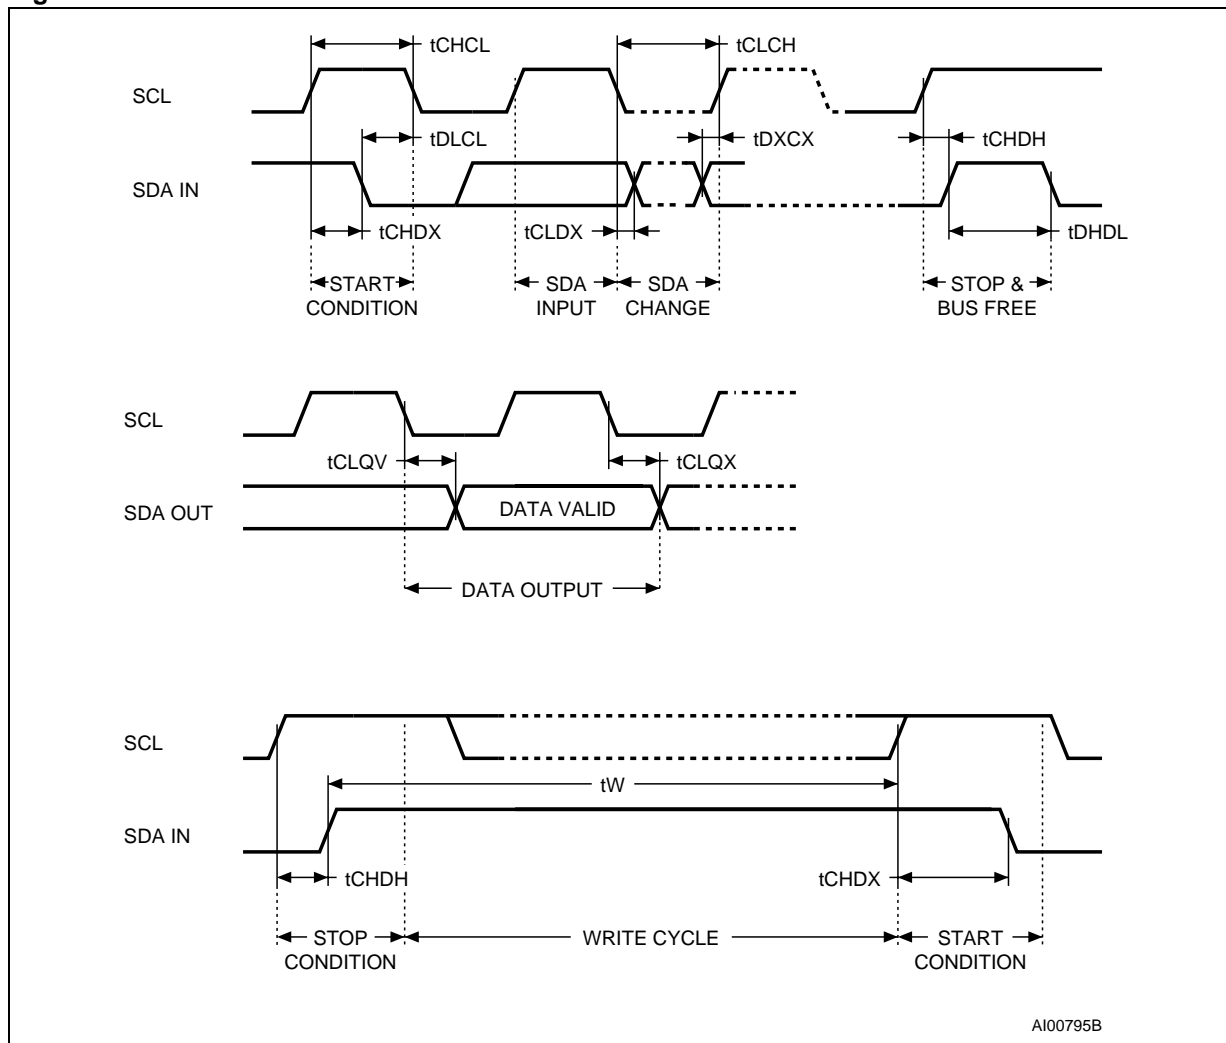 tCHCL
tCLCH
SCL
tDLCL
tDXCX
tCHDH
SDA IN
tCHDX
tCLDX
tDHDL
START
CONDITION
SDA
INPUT
SDA
CHANGE
STOP &
BUS FREE
SCL
tCLQV
tCLQX
SDA OUT
DATA VALID
DATA OUTPUT
SCL
tW
SDA IN
tCHDH
tCHDX
STOP
CONDITION
WRITE CYCLE
START
CONDITION
AI00795B